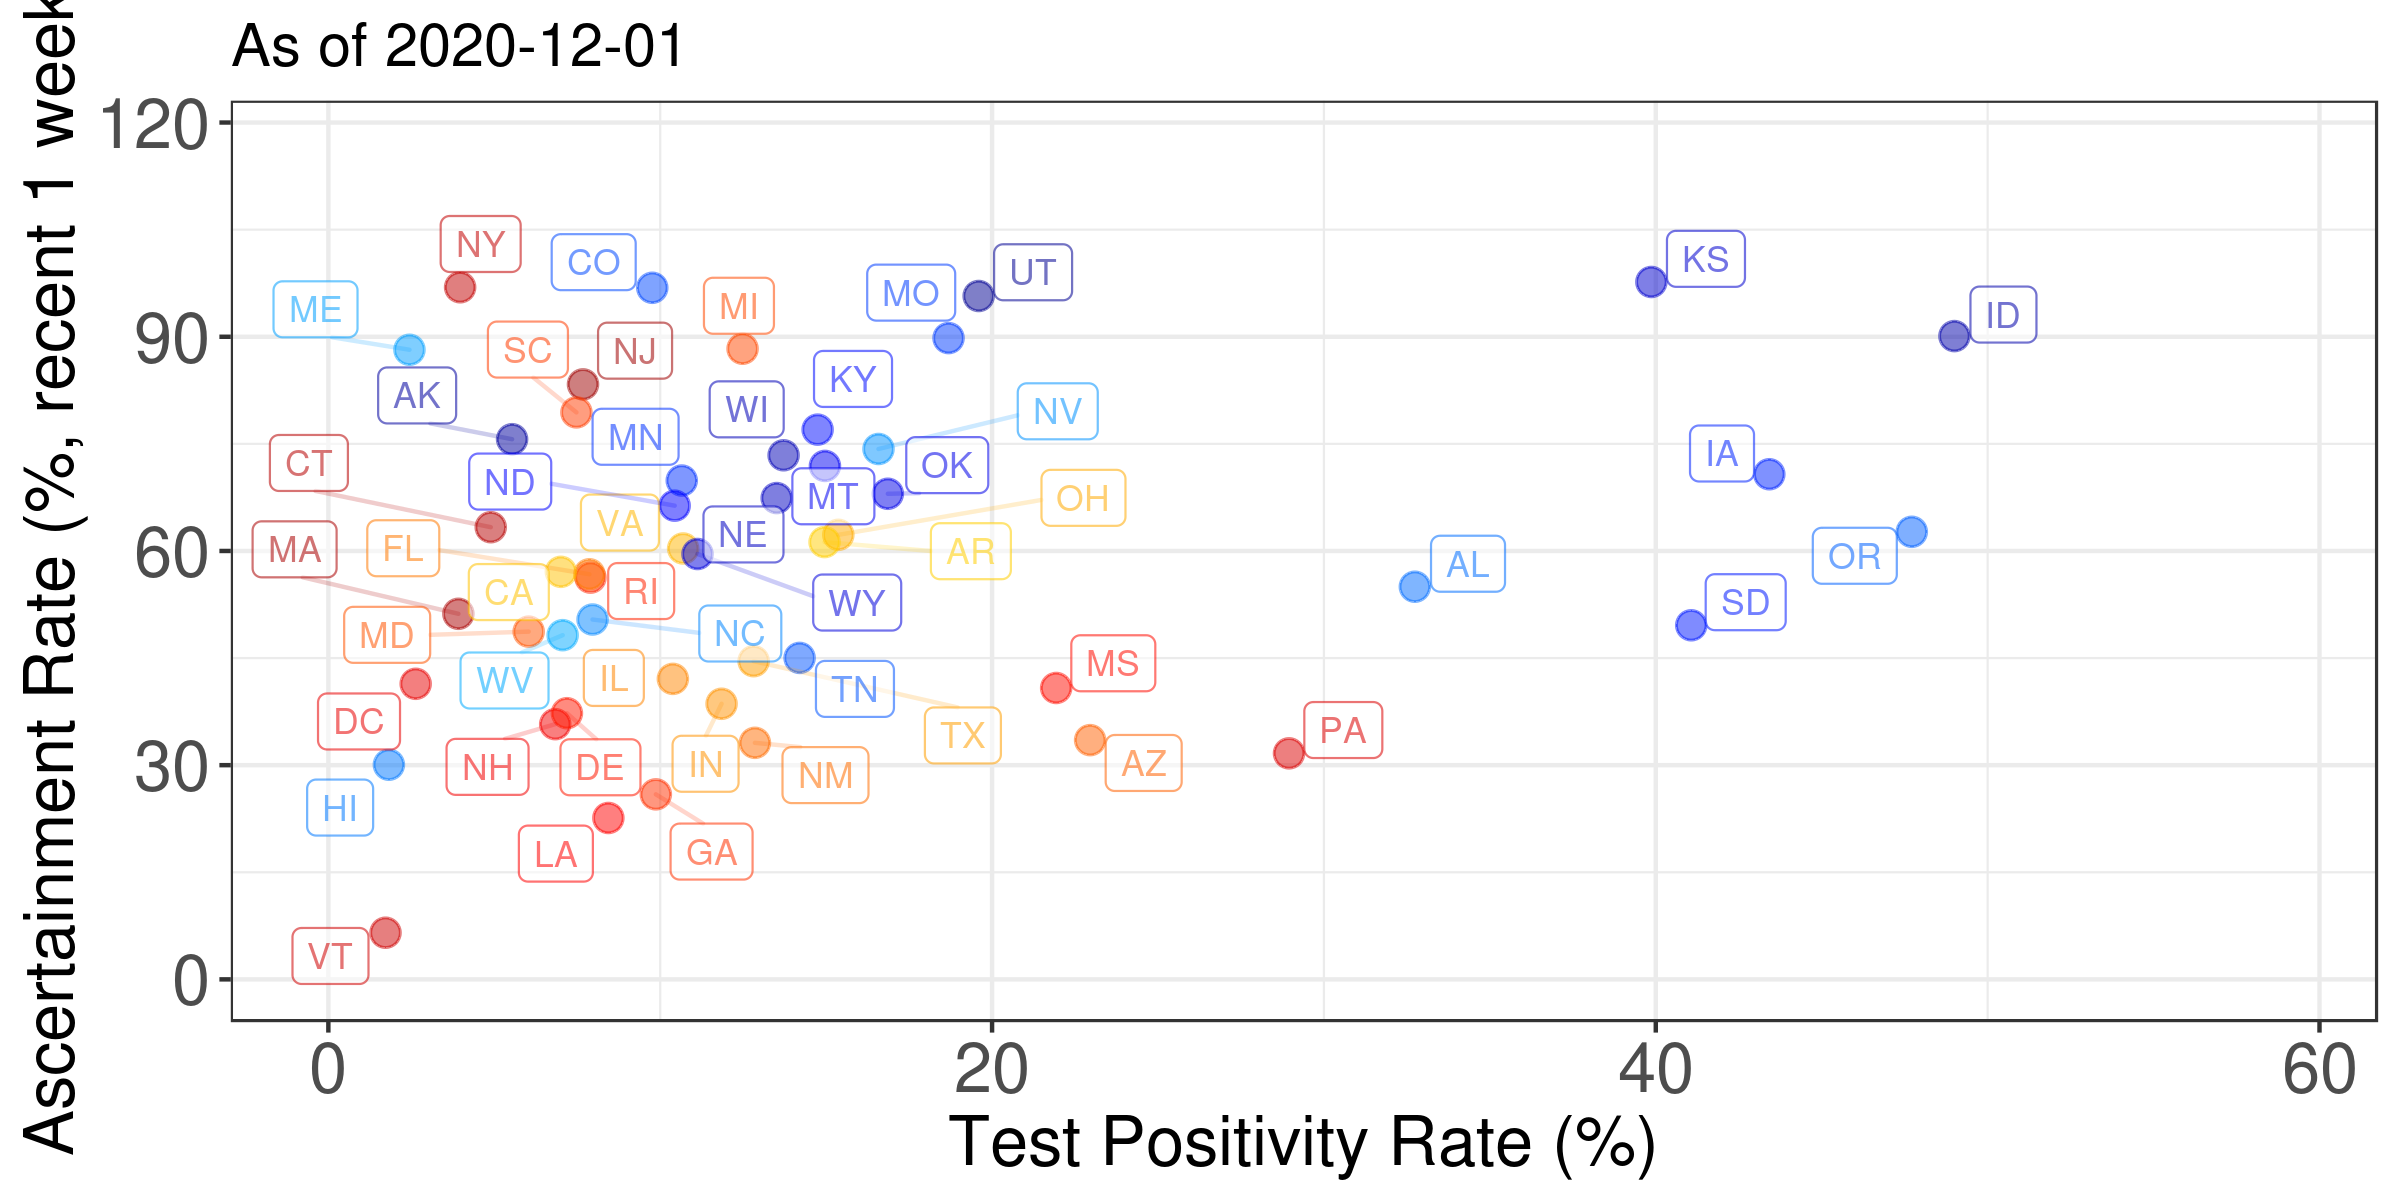 As of 2020-12-01
Ascertainment Rate (%, recent 1 week
120
90
60
30
0
NY
CO
UT
KS
ME
MI
MO
ID
SC
NJ
KY
AK
WI
NV
MN
CT
ND
OK
IA
MT
OH
VA
NE
MA
FL
AR
AL
OR
CA
RI
WY
SD
MD
NC
WV
IL
TN
MS
DC
TX
PA
NH
DE
IN
NM
AZ
HI
LA
GA
VT
0
20
40
60
Test Positivity Rate (%)